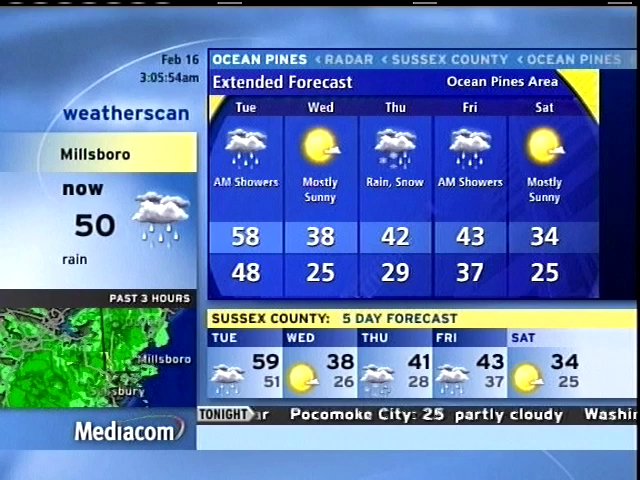 Feb 16
3:05:54am
weatherscan
Millsboro
now
50
rain
PAST 3 HOURS
Millsboro
sbury
Mediacom
OCEAN PINES < RADAR < SUSSEX COUNTY < OCEAN PINES
Extended Forecast Ocean Pines Area
Tue Wed Thu Fri Sat
AM Showers Mostly Sunny Rain, Snow AM Showers Mostly Sunny
58 38 42 43 34
48 25 29 37 25
SUSSEX COUNTY: 5 DAY FORECAST
TUE WED THU FRI SAT
59 38 41 43 34
51 26 28 37 25
TONIGHT ar Pocomoke City: 25 partly cloudy Washin